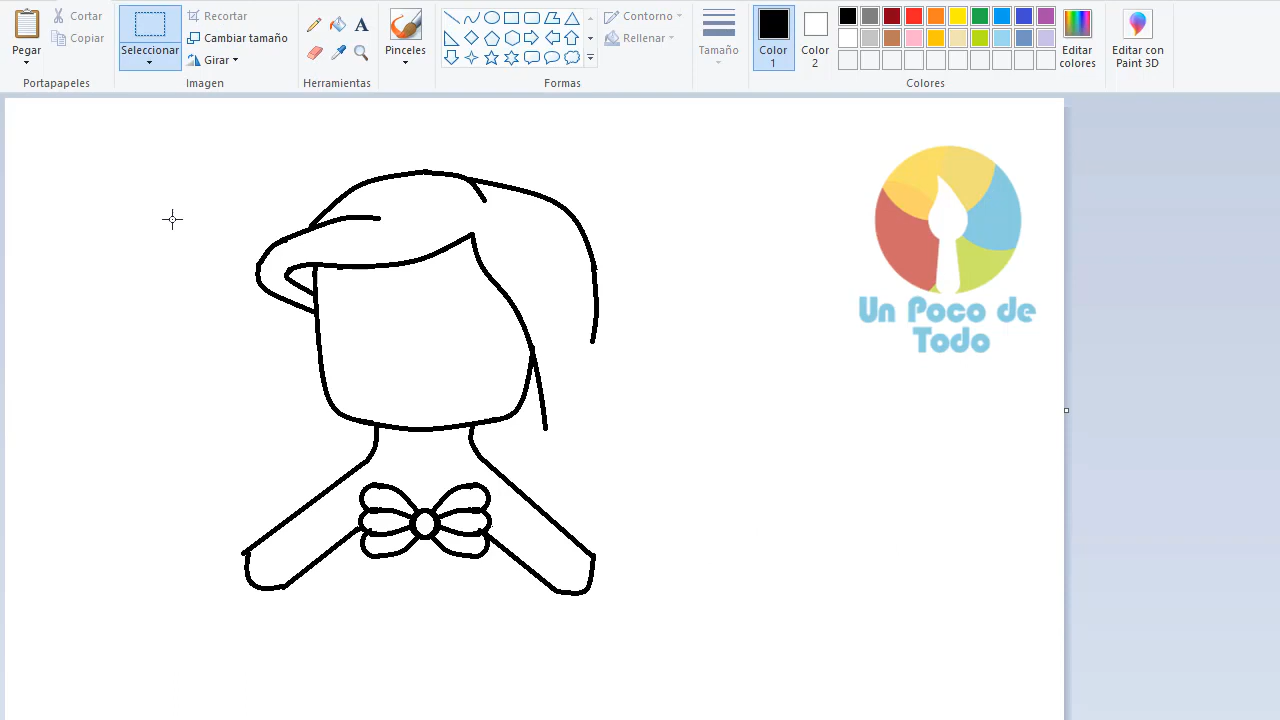 Pegar
Cortar
Copiar
Portapapeles
Seleccionar
Recortar
Cambiar tamaño
Girar
Imagen
A
Herramientas
Pinceles
Contorno
Rellenar
Formas
Tamaño
Color
1
Color
2
Editar
colores
Editar con
Paint 3D
Colores
Un Poco de
Todo